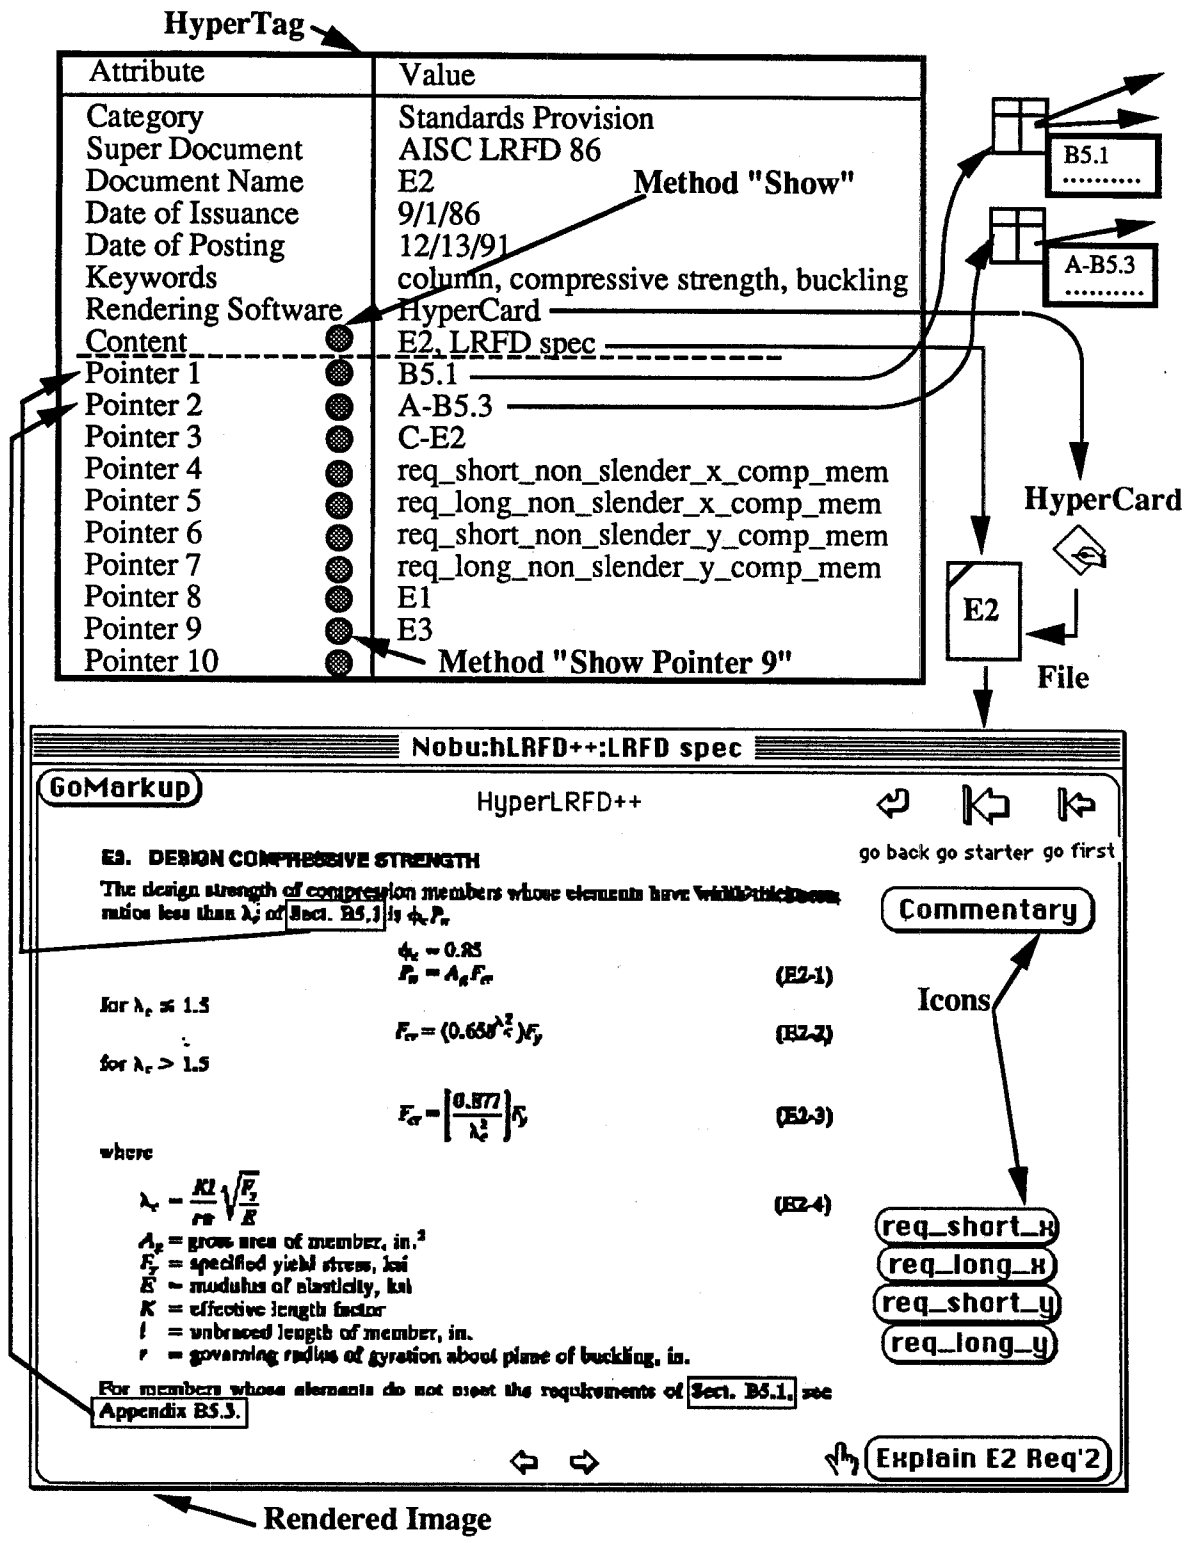 HyperTag
Attribute Value
Category Standards Provision
Super Document AISC LRFD 86
Document Name E2
Date of Issuance 9/1/86
Date of Posting 12/13/91
Keywords column, compressive strength, buckling
Rendering Software HyperCard
Content E2, LRFD spec
Pointer 1 B5.1
Pointer 2 A-B5.3
Pointer 3 C-E2
Pointer 4 req_short_non_slender_x_comp_mem
Pointer 5 req_long_non_slender_x_comp_mem
Pointer 6 req_short_non_slender_y_comp_mem
Pointer 7 req_long_non_slender_y_comp_mem
Pointer 8 E1
Pointer 9 E3
Pointer 10
Method "Show"
Method "Show Pointer 9"
B5.1
..........
A-B5.3
..........
HyperCard
E2
File
Nobu:hLRFD++:LRFD spec
GoMarkup
HyperLRFD++
go back go starter go first
E2. DESIGN COMPRESSIVE STRENGTH
The design strength of compression members whose elements have width-thickness
ratios less than λr of Sect. B5.1 is ϕc Pn
ϕc = 0.85
Pn = Ag Fcr (E2-1)
for λc ≤ 1.5
Fcr = (0.658^λc²)Fy (E2-2)
for λc > 1.5
Fcr = [0.877/λc²]Fy (E2-3)
where
λc = Kl/rπ √Fy/E (E2-4)
Ag = gross area of member, in.²
Fy = specified yield stress, ksi
E = modulus of elasticity, ksi
K = effective length factor
l = unbraced length of member, in.
r = governing radius of gyration about plane of buckling, in.
For members whose elements do not meet the requirements of Sect. B5.1, see
Appendix B5.3.
Commentary
Icons
req_short_x
req_long_x
req_short_y
req_long_y
Explain E2 Req'2
Rendered Image